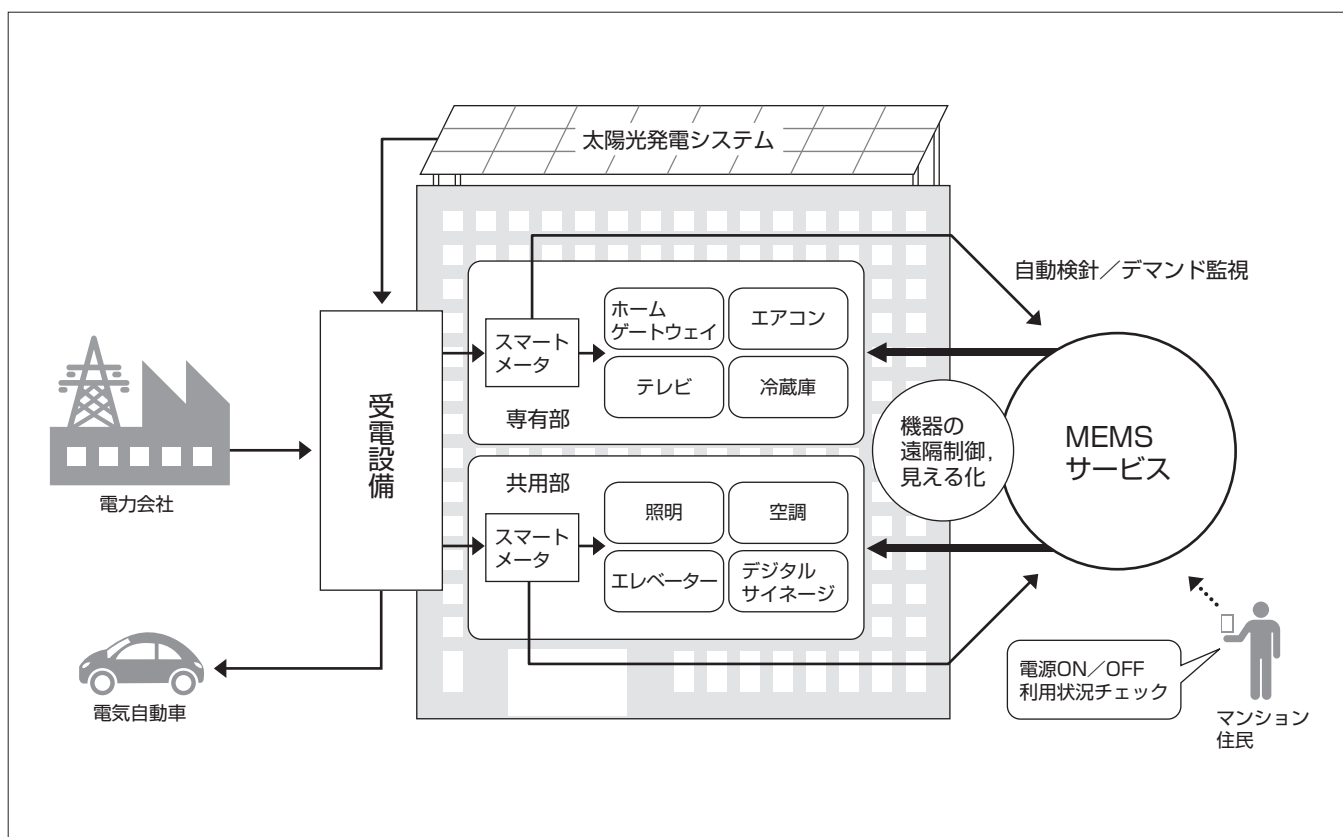 太陽光発電システム
自動検針／デマンド監視
ホーム
ゲートウェイ
エアコン
スマート
メータ
テレビ
冷蔵庫
専有部
受電設備
機器の
遠隔制御,
見える化
MEMS
サービス
電力会社
共用部
照明
空調
スマート
メータ
エレベーター
デジタル
サイネージ
電気自動車
電源ON／OFF
利用状況チェック
マンション
住民